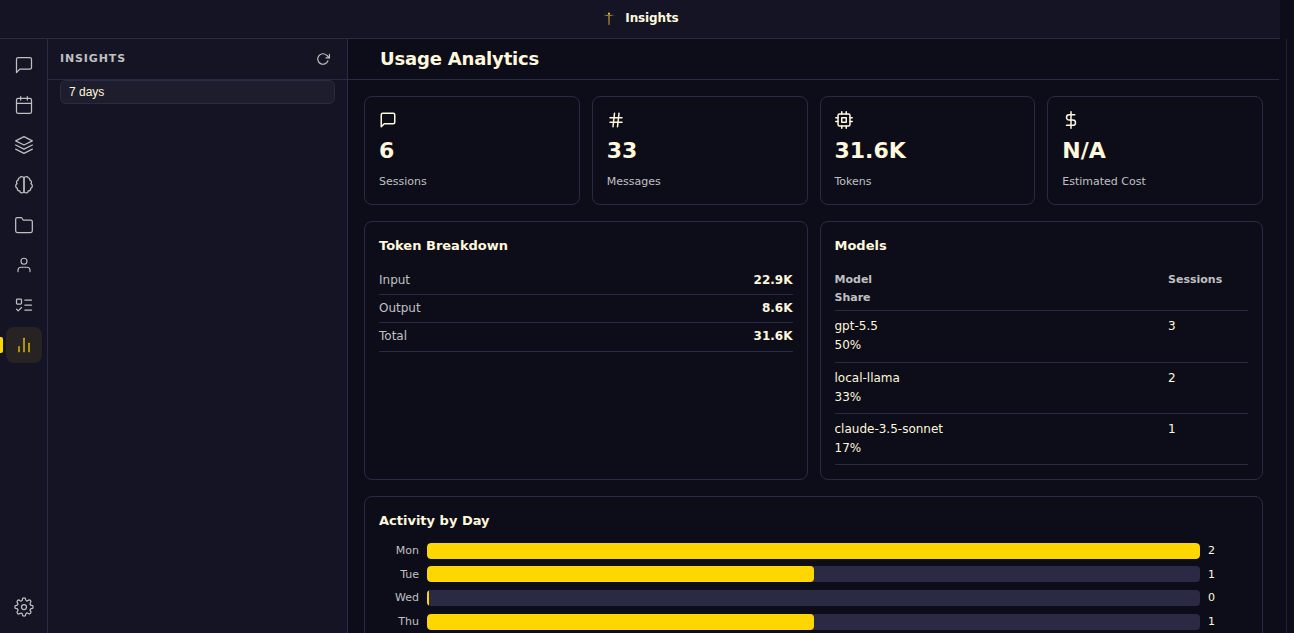 Insights
INSIGHTS
7 days
Usage Analytics
6
Sessions
33
Messages
31.6K
Tokens
N/A
Estimated Cost
Token Breakdown
Input 22.9K
Output 8.6K
Total 31.6K
Models
Model Sessions
Share
gpt-5.5 3
50%
local-llama 2
33%
claude-3.5-sonnet 1
17%
Activity by Day
Mon 2
Tue 1
Wed 0
Thu 1